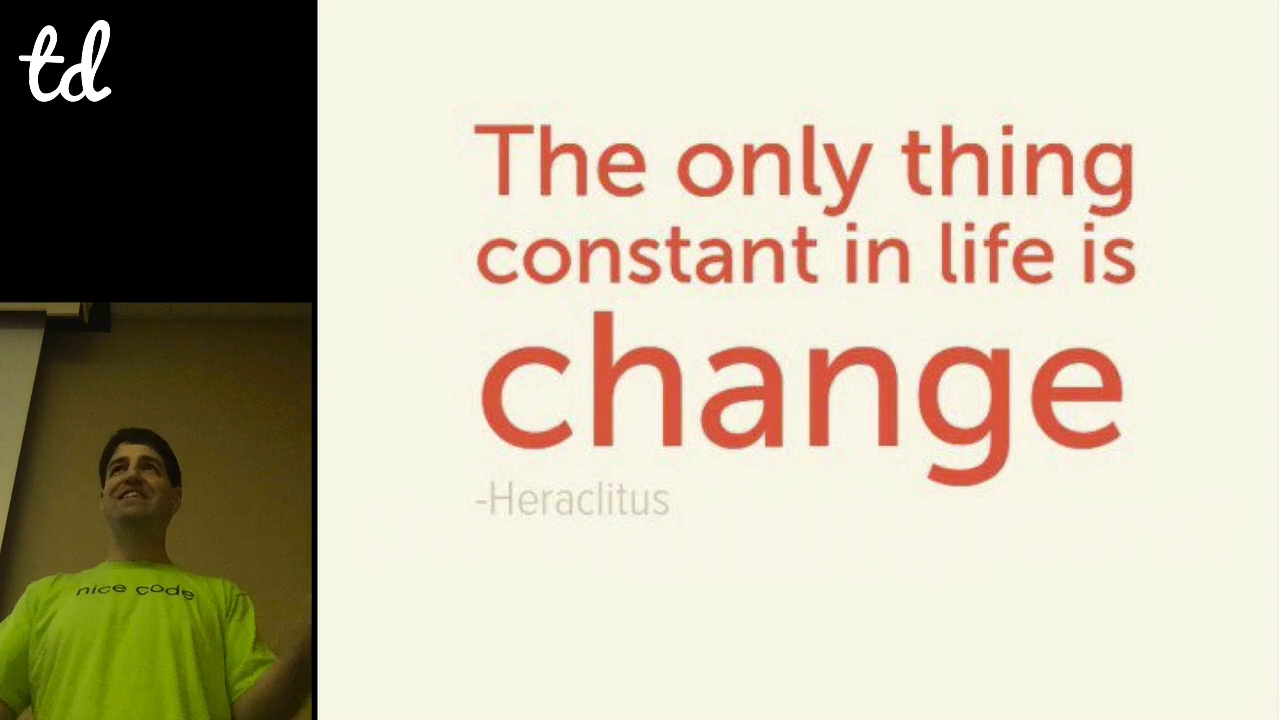 td
The only thing
constant in life is
change
-Heraclitus
nice code